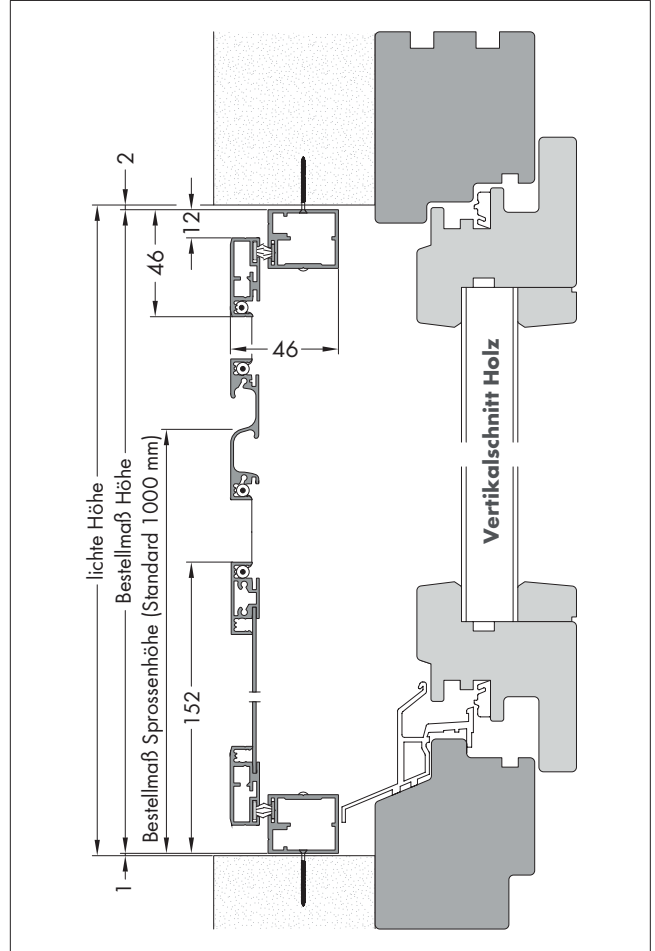 2
12
46
46
lichte Höhe
Bestellmaß Höhe
Bestellmaß Sprossenhöhe (Standard 1000 mm)
152
1
Vertikalschnitt Holz